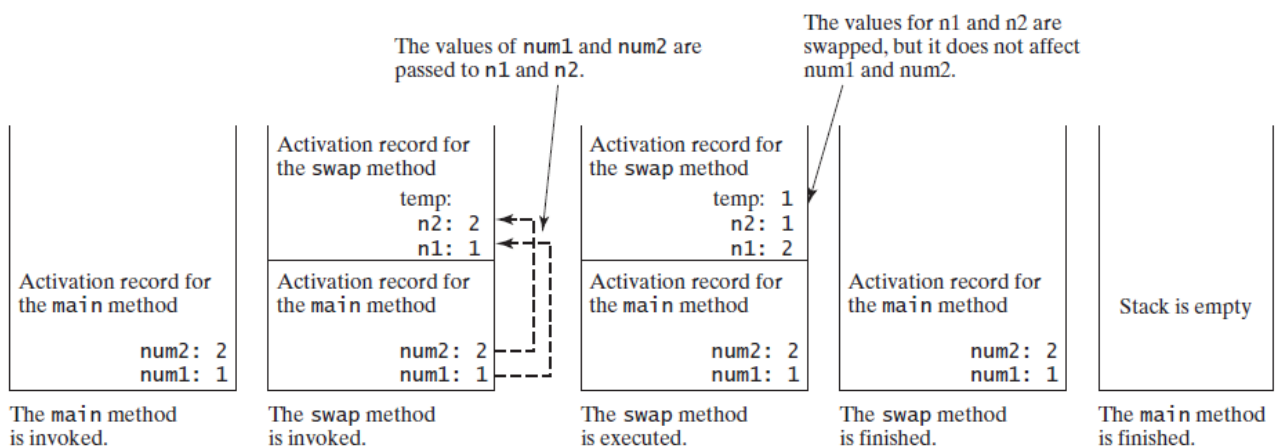 The values of num1 and num2 are
passed to n1 and n2.
The values for n1 and n2 are
swapped, but it does not affect
num1 and num2.
Activation record for
the main method
num2: 2
num1: 1
The main method
is invoked.
Activation record for
the swap method
temp:
n2: 2
n1: 1
Activation record for
the main method
num2: 2
num1: 1
The swap method
is invoked.
Activation record for
the swap method
temp: 1
n2: 1
n1: 2
Activation record for
the main method
num2: 2
num1: 1
The swap method
is executed.
Activation record for
the main method
num2: 2
num1: 1
The swap method
is finished.
Stack is empty
The main method
is finished.